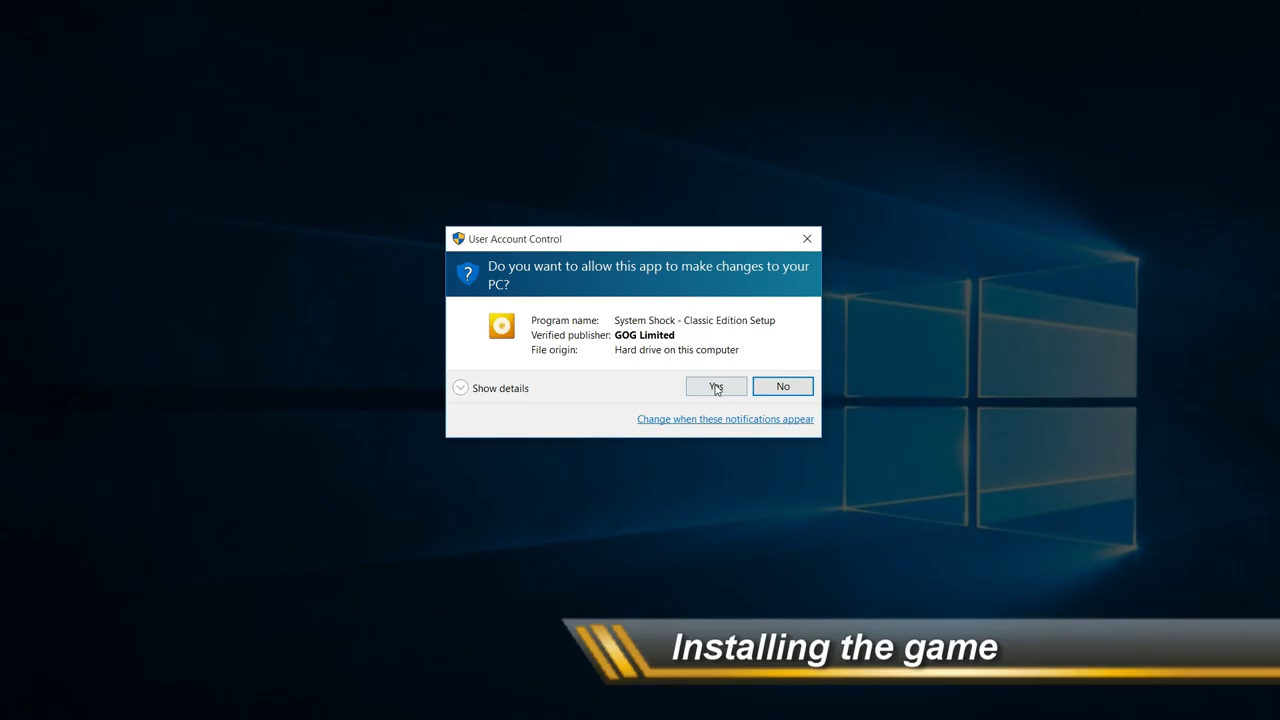 User Account Control
Do you want to allow this app to make changes to your
PC?
Program name: System Shock - Classic Edition Setup
Verified publisher: GOG Limited
File origin: Hard drive on this computer
Show details
Yes
No
Change when these notifications appear
Installing the game